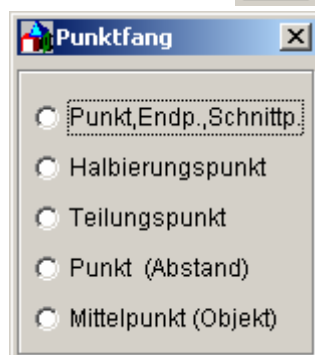 Punktfang
Punkt,Endp.,Schnittp.
Halbierungspunkt
Teilungspunkt
Punkt (Abstand)
Mittelpunkt (Objekt)